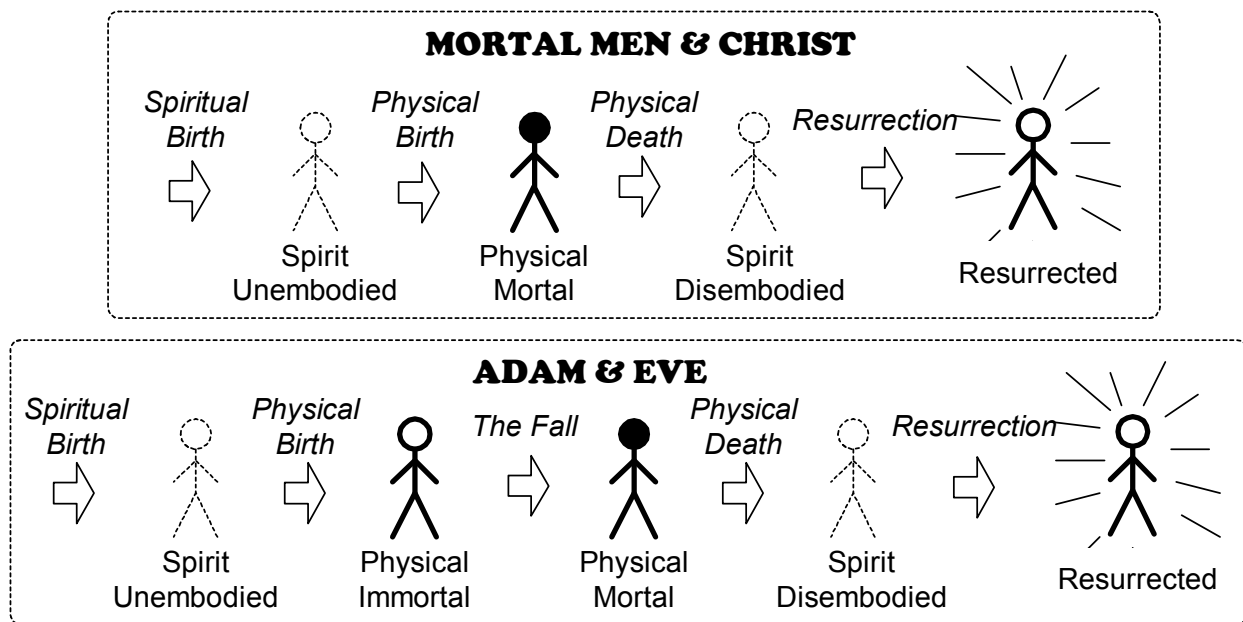 MORTAL MEN & CHRIST
Spiritual
Birth
Physical
Birth
Physical
Death
Resurrection
Spirit
Unembodied
Physical
Mortal
Spirit
Disembodied
Resurrected
ADAM & EVE
Spiritual
Birth
Physical
Birth
The Fall
Physical
Death
Resurrection
Spirit
Unembodied
Physical
Immortal
Physical
Mortal
Spirit
Disembodied
Resurrected